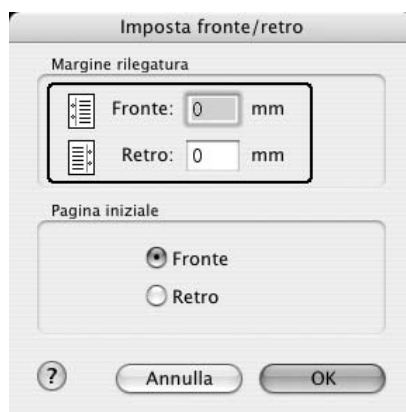 Imposta fronte/retro
Margine rilegatura
Fronte: 0 mm
Retro: 0 mm
Pagina iniziale
Fronte
Retro
? Annulla OK